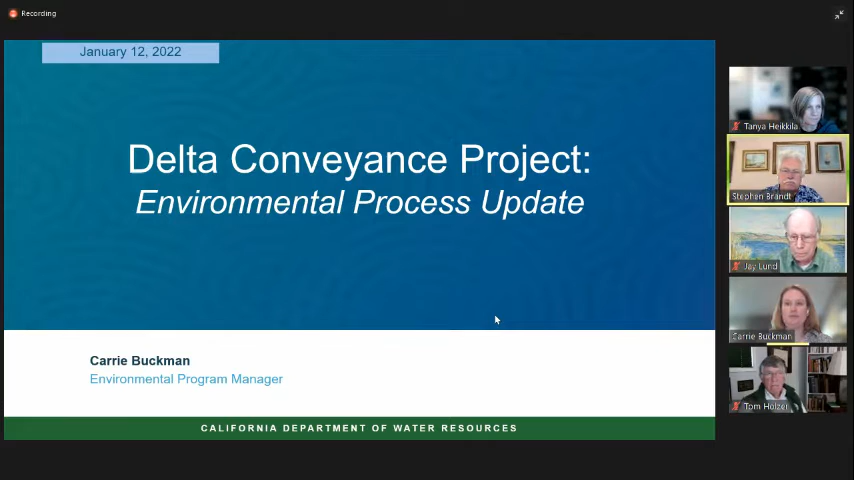 Recording
January 12, 2022
Delta Conveyance Project:
Environmental Process Update
Carrie Buckman
Environmental Program Manager
CALIFORNIA DEPARTMENT OF WATER RESOURCES
Tanya Heikkila
Stephen Brandt
Jay Lund
Carrie Buckman
Tom Holzer